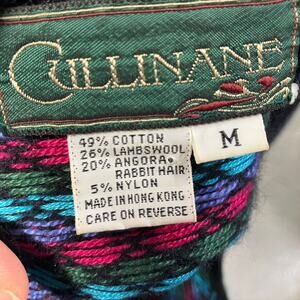 CULLINANE
M
49% COTTON
26% LAMBSWOOL
20% ANGORA
RABBIT HAIR
5% NYLON
MADE IN HONG KONG
CARE ON REVERSE